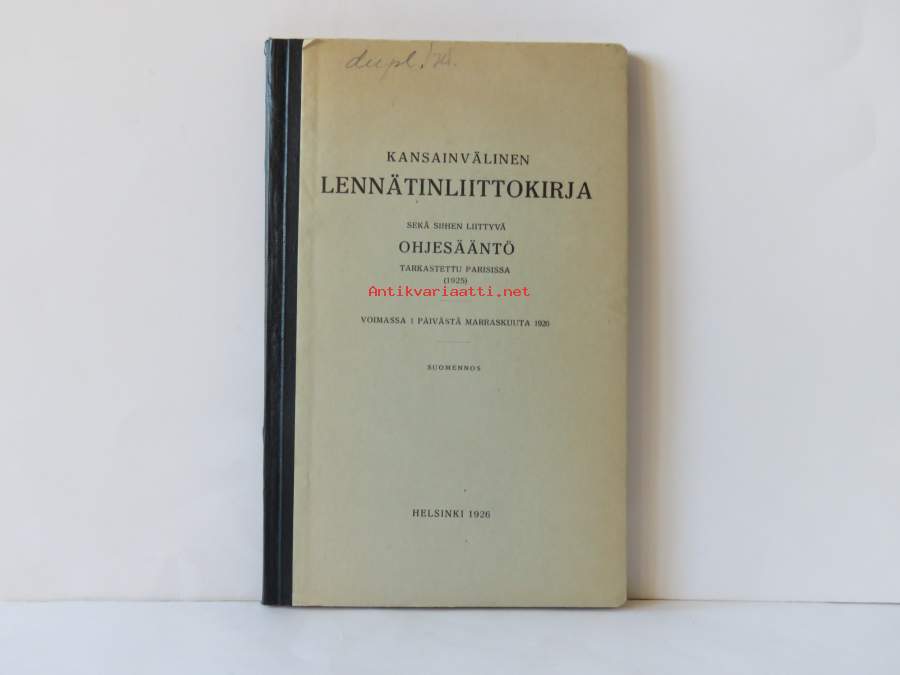 dupl.
KANSAINVÄLINEN
LENNÄTINLIITTOKIRJA
SEKÄ SIIHEN LIITTYVÄ
OHJESÄÄNTÖ
TARKASTETTU PARISISSA
(1925)
Antikvariaatti.net
VOIMASSA 1 PÄIVÄSTÄ MARRASKUUTA 1926
SUOMENNOS
HELSINKI 1926